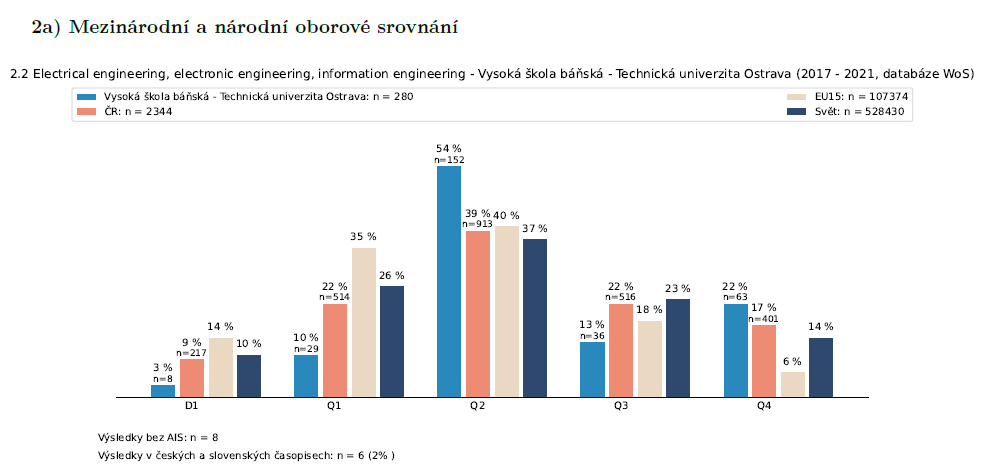 2a) Mezinárodní a národní oborové srovnání
2.2 Electrical engineering, electronic engineering, information engineering - Vysoká škola báňská - Technická univerzita Ostrava (2017 - 2021, databáze WoS)
Vysoká škola báňská - Technická univerzita Ostrava: n = 280
ČR: n = 2344
EU15: n = 107374
Svět: n = 528430
3 %
n=8
9 %
n=217
14 %
10 %
10 %
n=29
22 %
n=514
35 %
26 %
54 %
n=152
39 %
n=913
40 %
37 %
13 %
n=36
22 %
n=516
18 %
23 %
22 %
n=63
17 %
n=401
6 %
14 %
D1 Q1 Q2 Q3 Q4
Výsledky bez AIS: n = 8
Výsledky v českých a slovenských časopisech: n = 6 (2% )